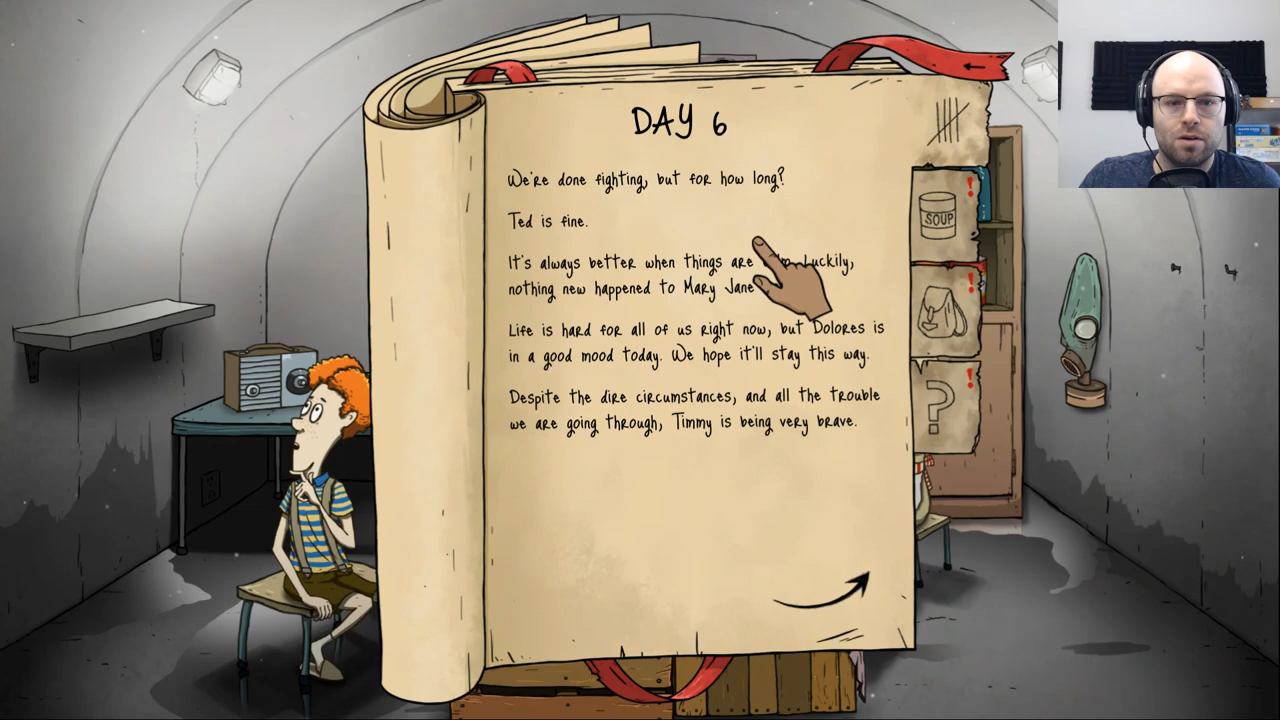 DAY 6
We're done fighting, but for how long?
Ted is fine.
It's always better when things are calm. Luckily,
nothing new happened to Mary Jane
Life is hard for all of us right now, but Dolores is
in a good mood today. We hope it'll stay this way.
Despite the dire circumstances, and all the trouble
we are going through, Timmy is being very brave.
SOUP
!
!
?
!